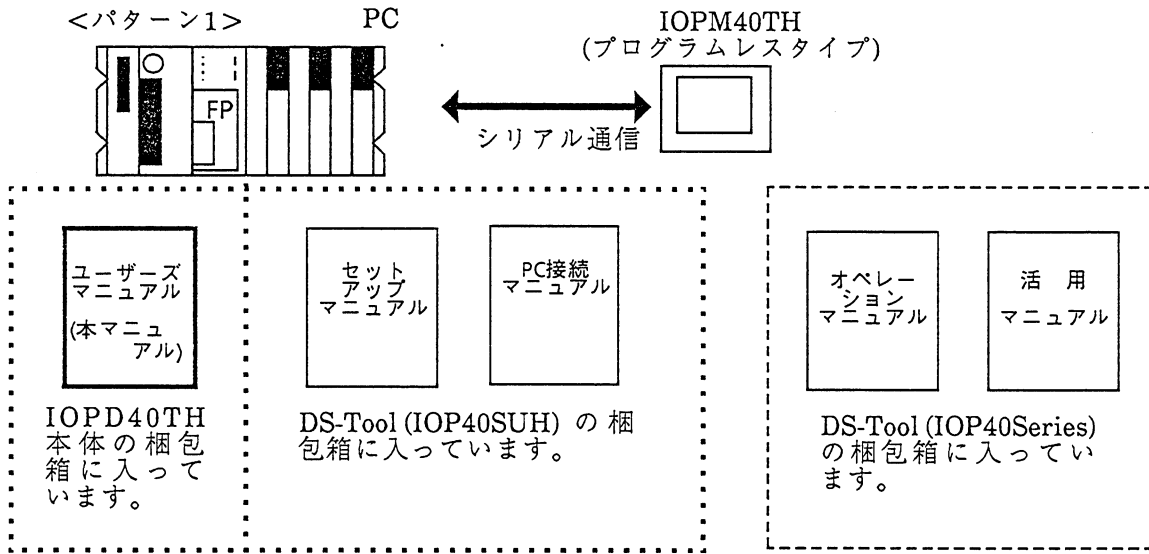 <パターン1>
PC
IOPM40TH
(プログラムレスタイプ)
FP
シリアル通信
ユーザーズ
マニュアル
(本マニュ
アル)
セット
アップ
マニュアル
PC接続
マニュアル
オペレー
ション
マニュアル
活 用
マニュアル
IOPD40TH
本体の梱包
箱に入って
います。
DS-Tool (IOP40SUH) の梱
包箱に入っています。
DS-Tool (IOP40Series)
の梱包箱に入ってい
ます。